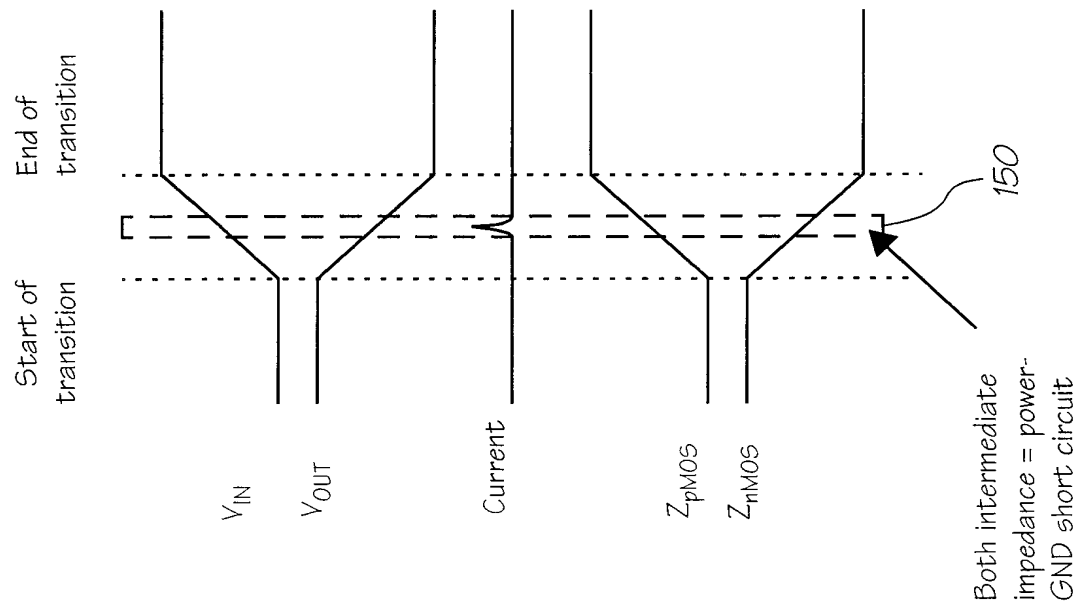 Start of
transition
End of
transition
V_IN
V_OUT
Current
Z_pMOS
Z_nMOS
150
Both intermediate
impedance = power-
GND short circuit